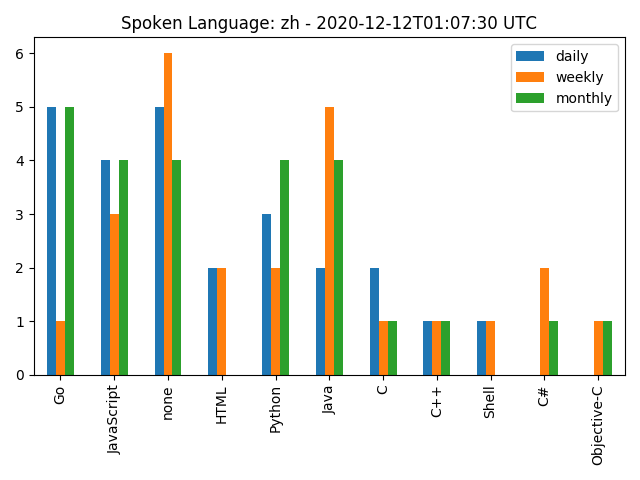 Spoken Language: zh - 2020-12-12T01:07:30 UTC
daily
weekly
monthly
6
5
4
3
2
1
0
Go
JavaScript
none
HTML
Python
Java
C
C++
Shell
C#
Objective-C